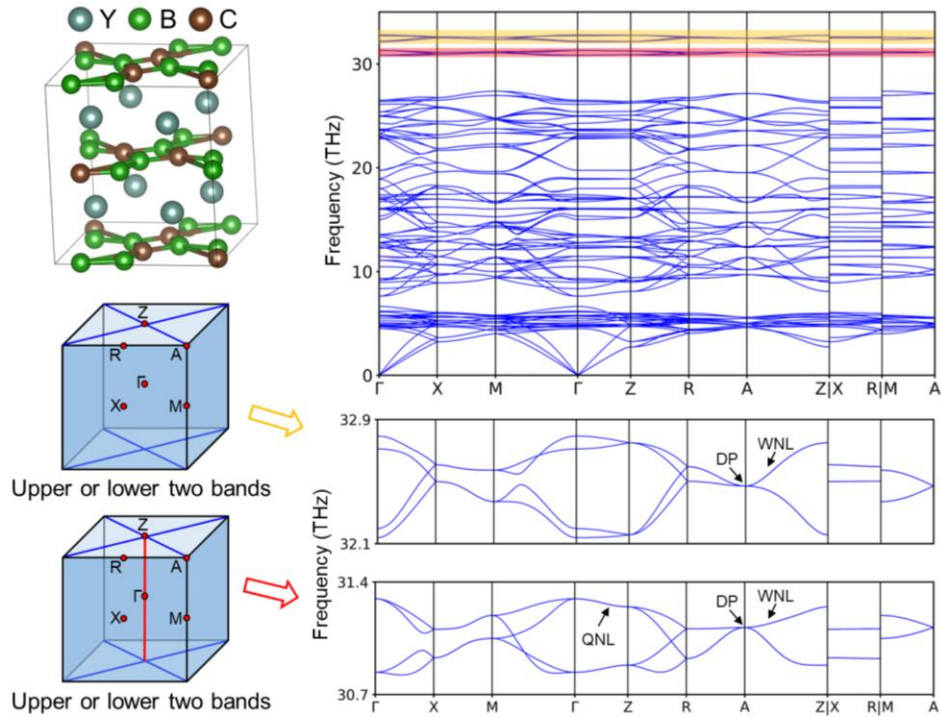 Y B C
Frequency (THz)
30
20
10
0
Γ X M Γ Z R A Z|X R|M A
Z
R A
Γ
X M
Upper or lower two bands
Z
R A
Γ
X M
Upper or lower two bands
Frequency (THz)
32.9
DP WNL
32.1
Γ X M Γ Z R A Z|X R|M A
31.4
QNL DP WNL
30.7
Γ X M Γ Z R A Z|X R|M A